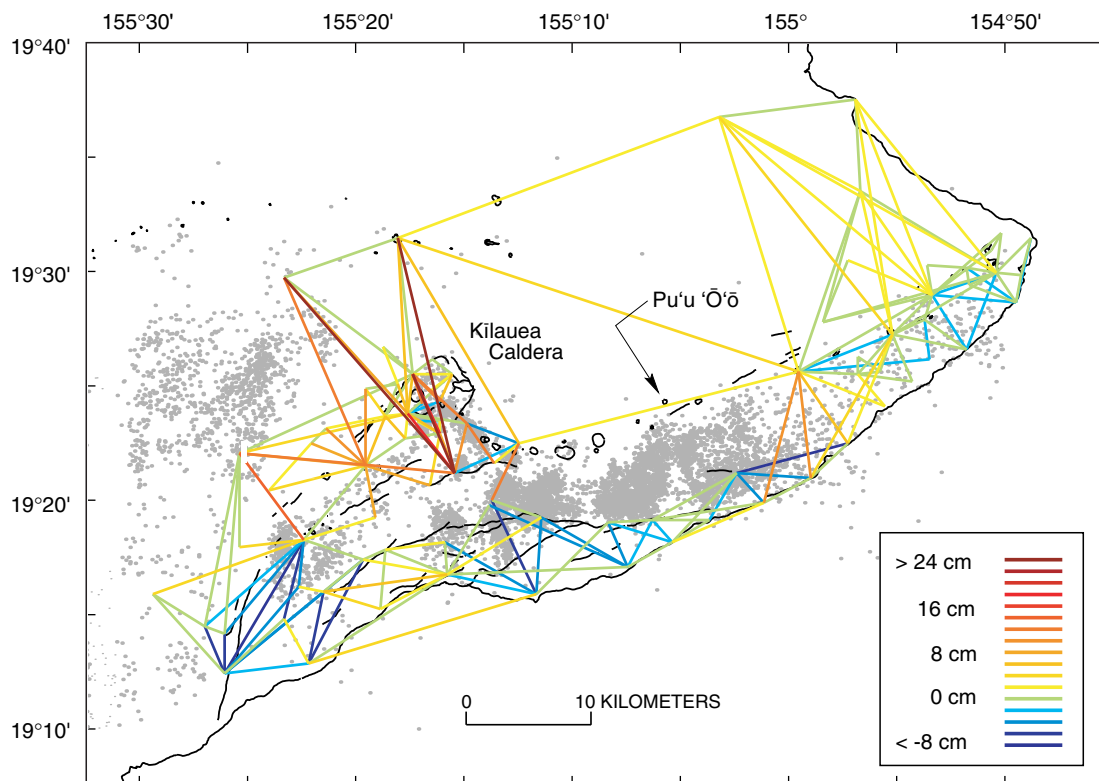 155°30' 155°20' 155°10' 155° 154°50'
19°40'
19°30'
Pu‘u ‘Ō‘ō
Kīlauea
Caldera
19°20'
> 24 cm
16 cm
8 cm
0 10 KILOMETERS
0 cm
19°10'
< -8 cm